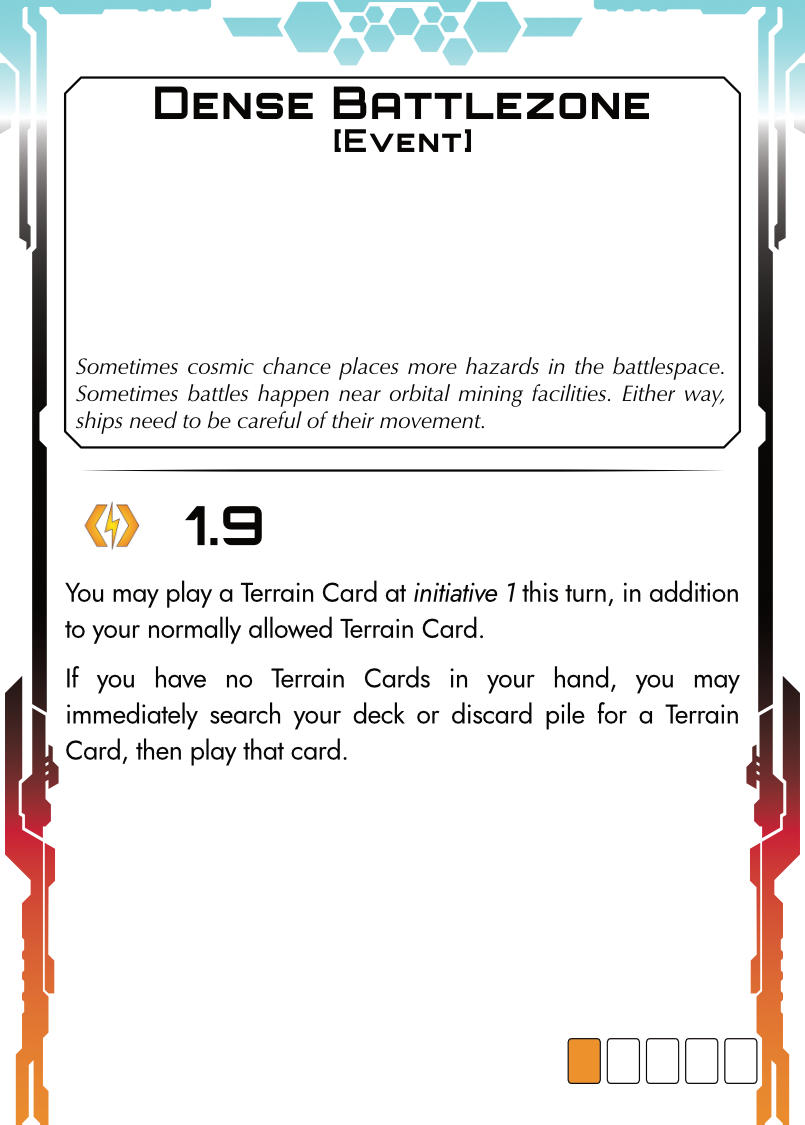 Dense Battlezone
[Event]
Sometimes cosmic chance places more hazards in the battlespace.
Sometimes battles happen near orbital mining facilities. Either way,
ships need to be careful of their movement.
1.9
You may play a Terrain Card at initiative 1 this turn, in addition
to your normally allowed Terrain Card.
If you have no Terrain Cards in your hand, you may
immediately search your deck or discard pile for a Terrain
Card, then play that card.